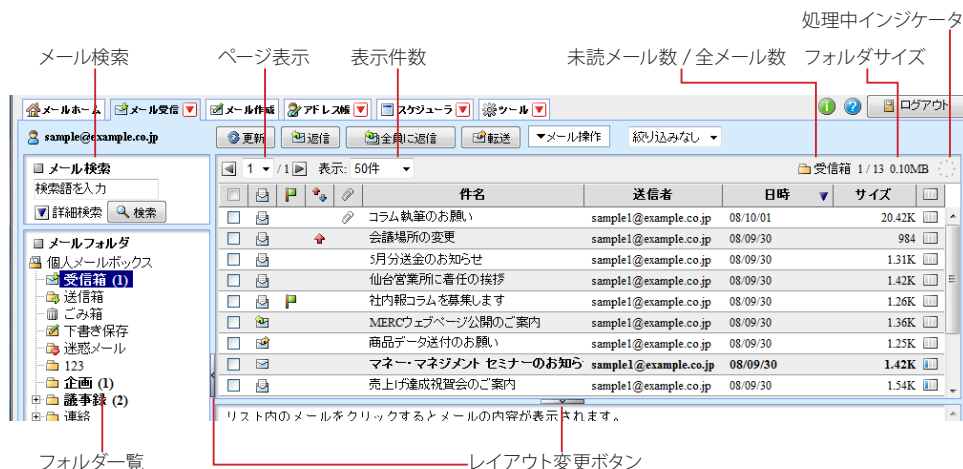 処理中インジケータ
メール検索 ページ表示 表示件数 未読メール数 / 全メール数 フォルダサイズ
メールホーム メール受信 メール作成 アドレス帳 スケジューラ ツール ログアウト
sample@example.co.jp 更新 返信 全員に返信 転送 ▼メール操作 絞り込みなし
メール検索
検索語を入力
詳細検索 検索
1 /1 表示: 50件 受信箱 1 / 13 0.10MB
件名 送信者 日時 サイズ
コラム執筆のお願い sample1@example.co.jp 08/10/01 20.42K
会議場所の変更 sample1@example.co.jp 08/09/30 984
5月分送金のお知らせ sample1@example.co.jp 08/09/30 1.31K
仙台営業所に着任の挨拶 sample1@example.co.jp 08/09/30 1.42K
社内報コラムを募集します sample1@example.co.jp 08/09/30 1.26K
MERCウェブページ公開のご案内 sample1@example.co.jp 08/09/30 1.36K
商品データ送付のお願い sample1@example.co.jp 08/09/30 1.25K
マネー・マネジメント セミナーのお知ら sample1@example.co.jp 08/09/30 1.42K
売上げ達成祝賀会のご案内 sample1@example.co.jp 08/09/30 1.54K
メールフォルダ
個人メールボックス
受信箱 (1)
送信箱
ごみ箱
下書き保存
迷惑メール
123
企画 (1)
議事録 (2)
連絡
リスト内のメールをクリックするとメールの内容が表示されます。
フォルダ一覧 レイアウト変更ボタン